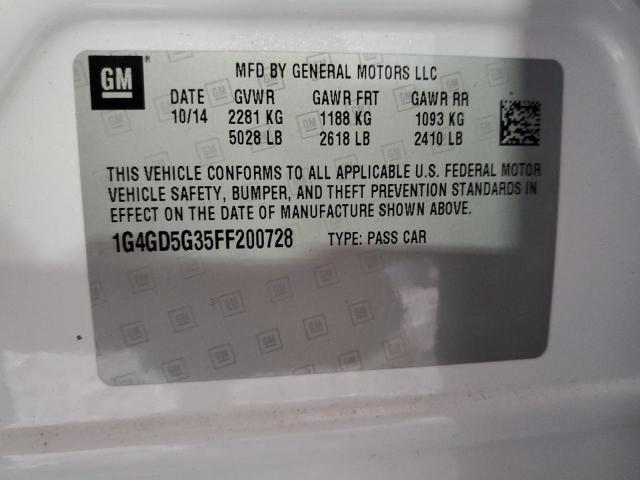 GM ® MFD BY GENERAL MOTORS LLC
DATE GVWR GAWR FRT GAWR RR
10/14 2281 KG 1188 KG 1093 KG
5028 LB 2618 LB 2410 LB
THIS VEHICLE CONFORMS TO ALL APPLICABLE U.S. FEDERAL MOTOR
VEHICLE SAFETY, BUMPER, AND THEFT PREVENTION STANDARDS IN
EFFECT ON THE DATE OF MANUFACTURE SHOWN ABOVE.
1G4GD5G35FF200728 TYPE: PASS CAR